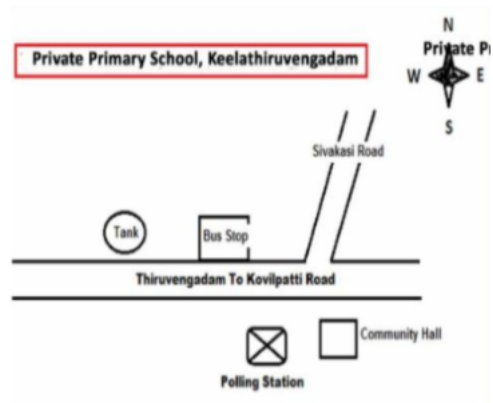 N
Private Primary School, Keelathiruvengadam
Private P
W E
S
Sivakasi Road
Tank
Bus Stop
Thiruvengadam To Kovilpatti Road
Community Hall
Polling Station